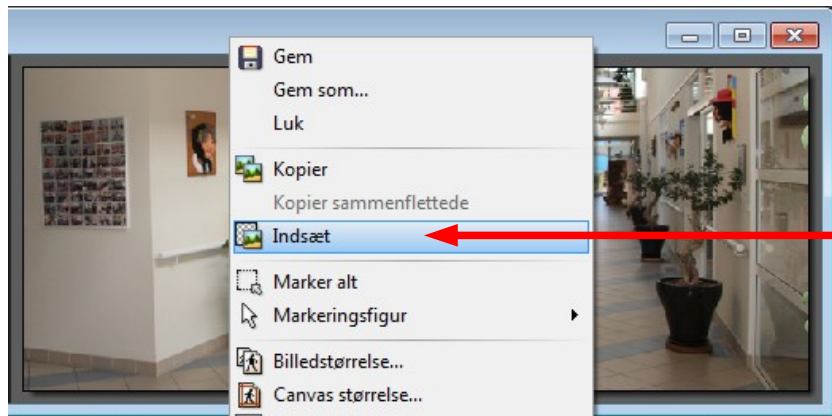 Gem
Gem som...
Luk
Kopier
Kopier sammenflettede
Indsæt
Marker alt
Markeringsfigur
Billedstørrelse...
Canvas størrelse...